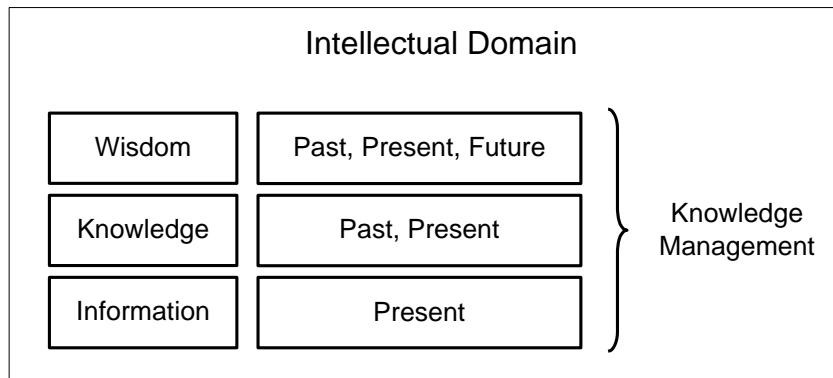 Intellectual Domain
Wisdom
Past, Present, Future
Knowledge
Past, Present
Information
Present
Knowledge
Management